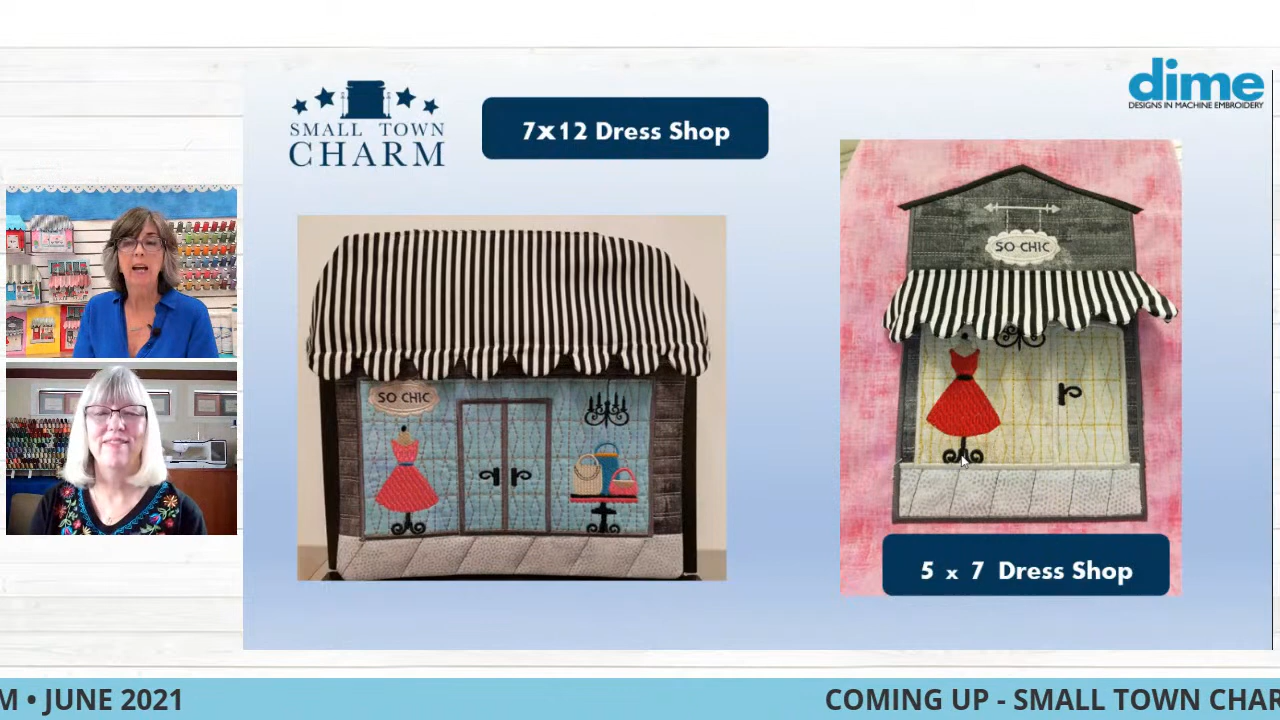 dime
DESIGNS IN MACHINE EMBROIDERY
SMALL TOWN
CHARM
7x12 Dress Shop
SO CHIC
SO CHIC
5 x 7 Dress Shop
M • JUNE 2021
COMING UP - SMALL TOWN CHAR